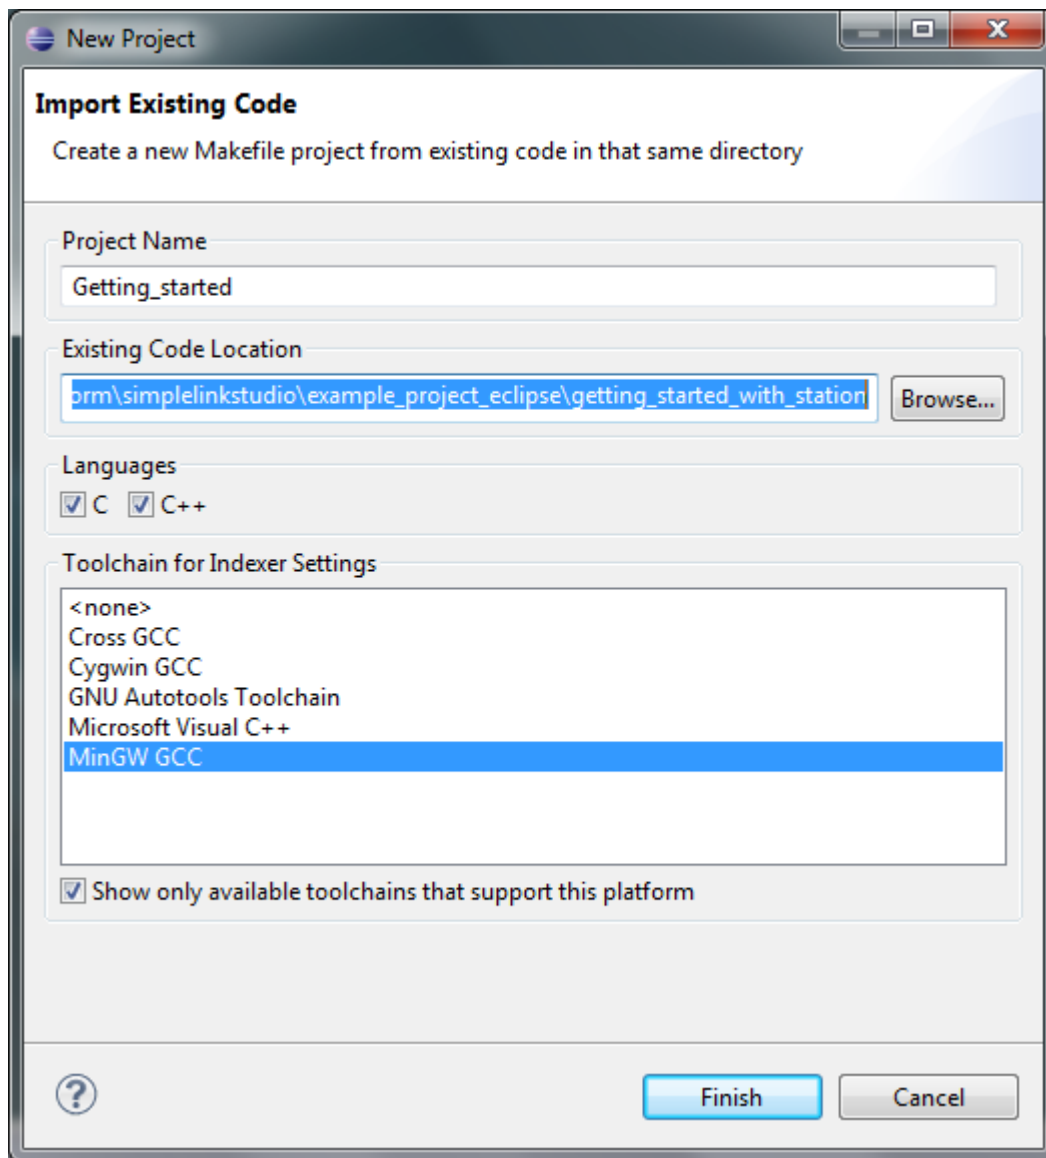 New Project
Import Existing Code
Create a new Makefile project from existing code in that same directory
Project Name
Getting_started
Existing Code Location
orm\simplelinkstudio\example_project_eclipse\getting_started_with_station
Browse...
Languages
C C++
Toolchain for Indexer Settings
<none>
Cross GCC
Cygwin GCC
GNU Autotools Toolchain
Microsoft Visual C++
MinGW GCC
Show only available toolchains that support this platform
?
Finish Cancel